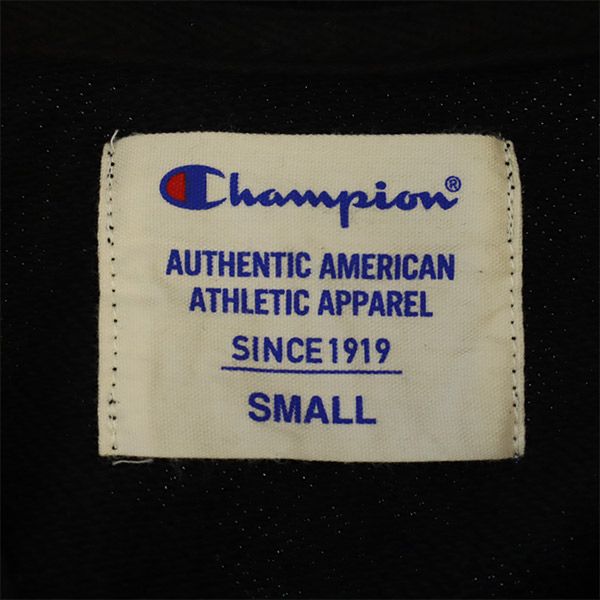 Champion®
AUTHENTIC AMERICAN
ATHLETIC APPAREL
SINCE 1919
SMALL